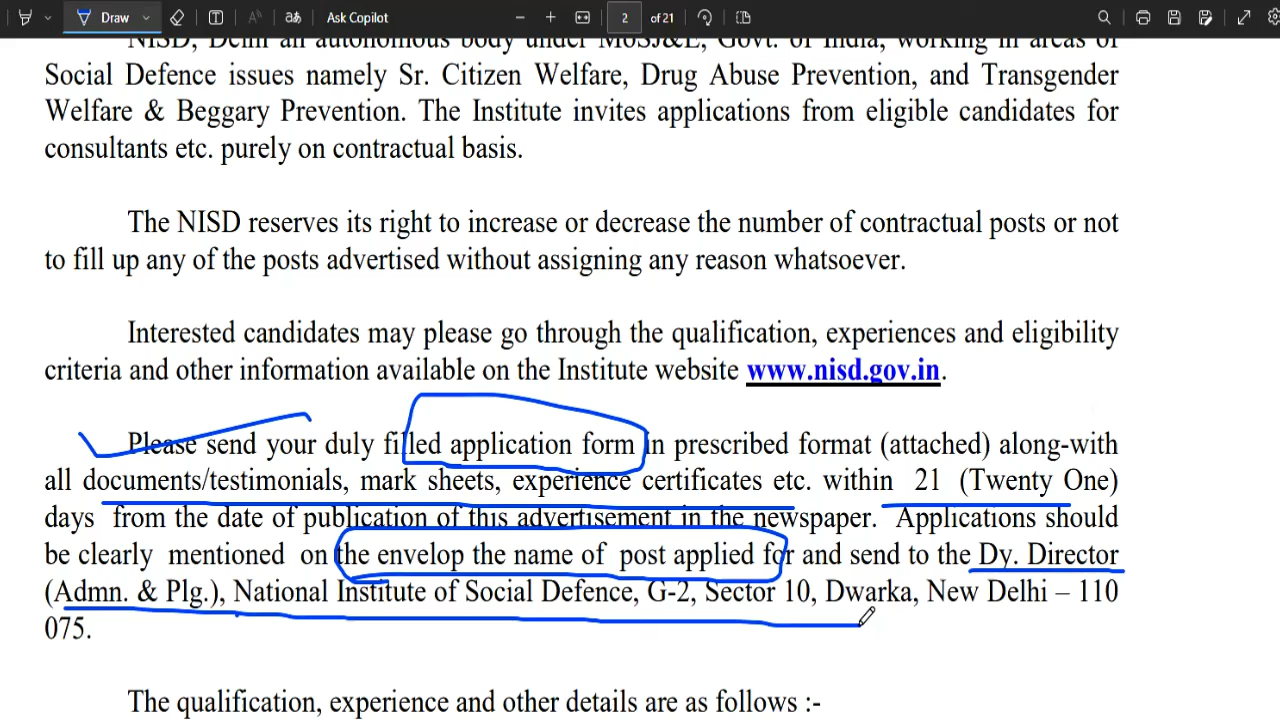 Draw
Ask Copilot
2
of 21
NISD, Delhi an autonomous body under MoSJ&E, Govt. of India, working in areas of
Social Defence issues namely Sr. Citizen Welfare, Drug Abuse Prevention, and Transgender
Welfare & Beggary Prevention. The Institute invites applications from eligible candidates for
consultants etc. purely on contractual basis.
The NISD reserves its right to increase or decrease the number of contractual posts or not
to fill up any of the posts advertised without assigning any reason whatsoever.
Interested candidates may please go through the qualification, experiences and eligibility
criteria and other information available on the Institute website www.nisd.gov.in.
Please send your duly filled application form in prescribed format (attached) along-with
all documents/testimonials, mark sheets, experience certificates etc. within 21 (Twenty One)
days from the date of publication of this advertisement in the newspaper. Applications should
be clearly mentioned on the envelop the name of post applied for and send to the Dy. Director
(Admn. & Plg.), National Institute of Social Defence, G-2, Sector 10, Dwarka, New Delhi – 110
075.
The qualification, experience and other details are as follows :-